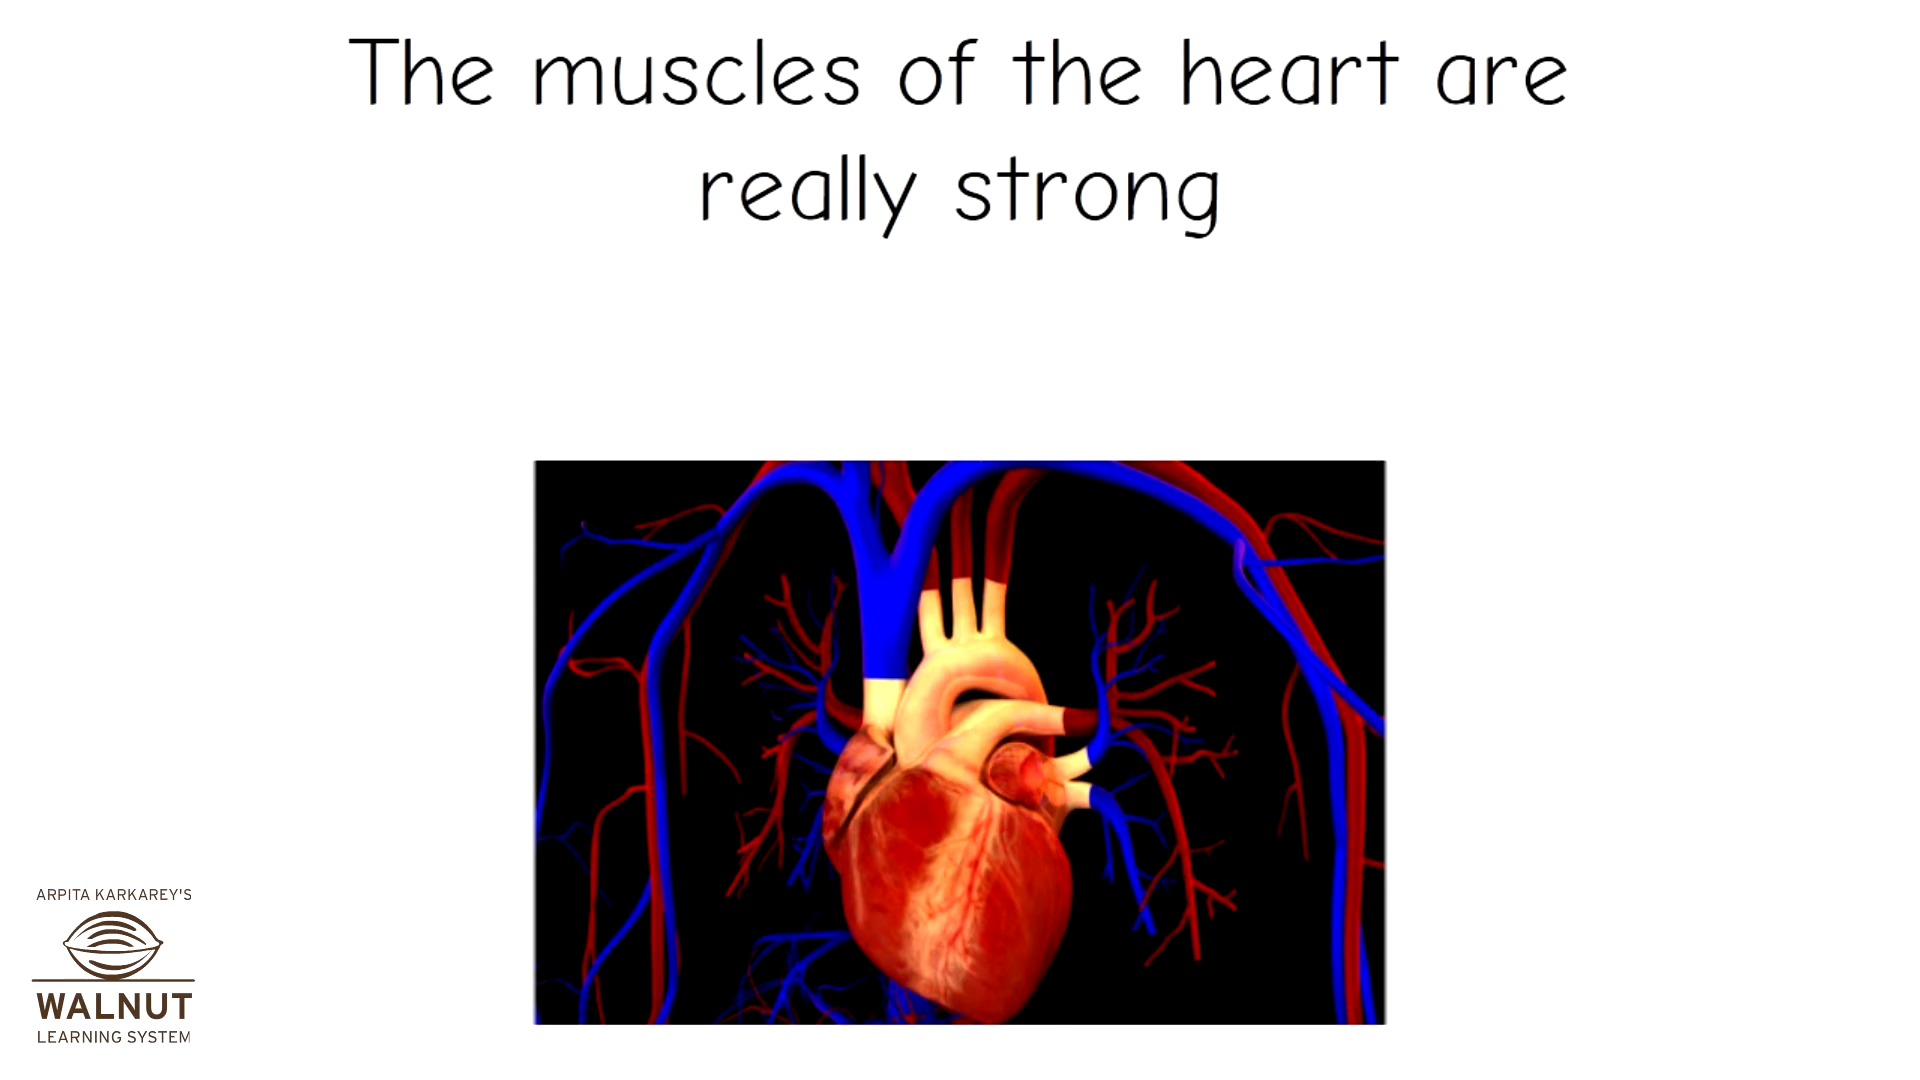 The muscles of the heart are
really strong
ARPITA KARKAREY'S
WALNUT
LEARNING SYSTEM